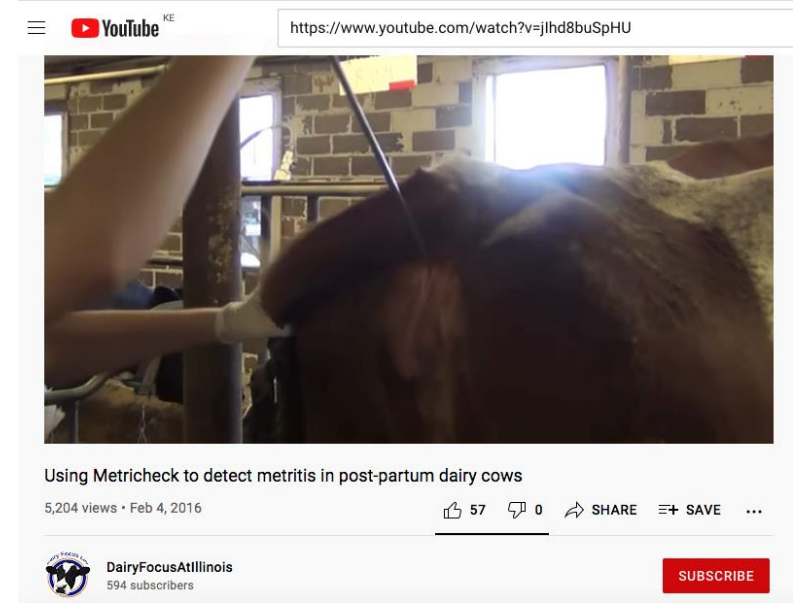 YouTube KE
https://www.youtube.com/watch?v=jIhd8buSpHU
Using Metricheck to detect metritis in post-partum dairy cows
5,204 views • Feb 4, 2016
57 0 SHARE SAVE ...
DairyFocusAtIllinois
594 subscribers
SUBSCRIBE